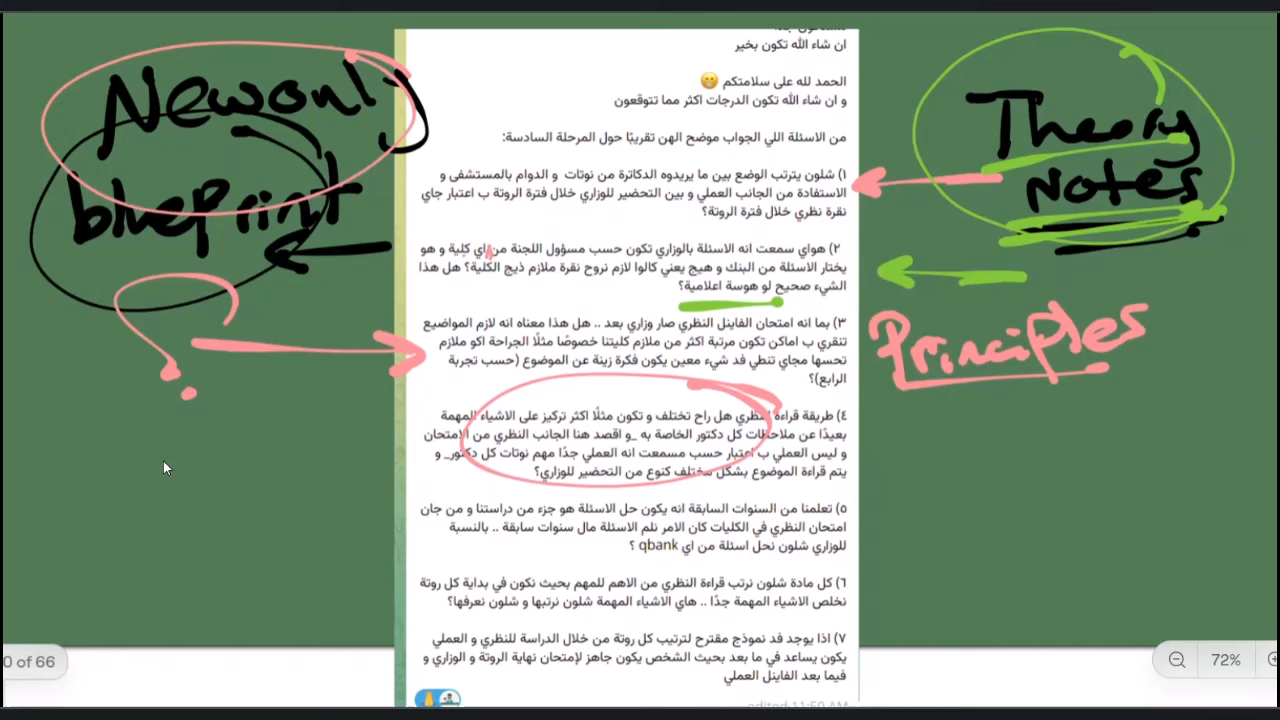 ان شاء الله تكون بخير
الحمد لله على سلامتكم 😁
و ان شاء الله تكون الدرجات اكثر مما تتوقعون
من الاسئلة اللي الجواب موضح الهن تقريبًا حول المرحلة السادسة:
١) شلون يترتب الوضع بين ما يريدوه الدكاترة من نوتات و الدوام بالمستشفى و
الاستفادة من الجانب العملي و بين التحضير للوزاري خلال فترة الروتة ب اعتبار جاي
نقرة نظري خلال فترة الروتة؟
٢) هواي سمعت انه الاسئلة بالوزاري تكون حسب مسؤول اللجنة من اي كلية و هو
يختار الاسئلة من البنك و هيج يعني كالوا لازم نروح نقرة ملازم ذيج الكلية؟ هل هذا
الشيء صحيح لو هوسة اعلامية؟
٣) بما انه امتحان الفاينل النظري صار وزاري بعد .. هل هذا معناه انه لازم المواضيع
تنقري ب اماكن تكون مرتبة اكثر من ملازم كليتنا خصوصًا مثلًا الجراحة اكو ملازم
تحسها مجاي تنطي فد شيء معين يكون فكرة زينة عن الموضوع (حسب تجربة
الرابع)؟
٤) طريقة قراءة النظري هل راح تختلف و تكون مثلًا اكثر تركيز على الاشياء المهمة
بعيدًا عن ملاحظات كل دكتور الخاصة به _و اقصد هنا الجانب النظري من الامتحان
و ليس العملي ب اعتبار حسب مسمعت انه العملي جدًا مهم نوتات كل دكتور_ و
يتم قراءة الموضوع بشكل مختلف كنوع من التحضير للوزاري؟
٥) تعلمنا من السنوات السابقة انه يكون حل الاسئلة هو جزء من دراستنا و من جان
امتحان النظري في الكليات كان الامر نلم الاسئلة مال سنوات سابقة .. بالنسبة
للوزاري شلون نحل اسئلة من اي qbank ؟
٦) كل مادة شلون نرتب قراءة النظري من الاهم للمهم بحيث نكون في بداية كل روتة
نخلص الاشياء المهمة جدًا .. هاي الاشياء المهمة شلون نرتبها و شلون نعرفها؟
٧) اذا يوجد فد نموذج مقترح لترتيب كل روتة من خلال الدراسة للنظري و العملي
يكون يساعد في ما بعد بحيث الشخص يكون جاهز لإمتحان نهاية الروتة و الوزاري و
فيما بعد الفاينل العملي
New only
blueprint
?
Theory
Notes
Principles
0 of 66
72%